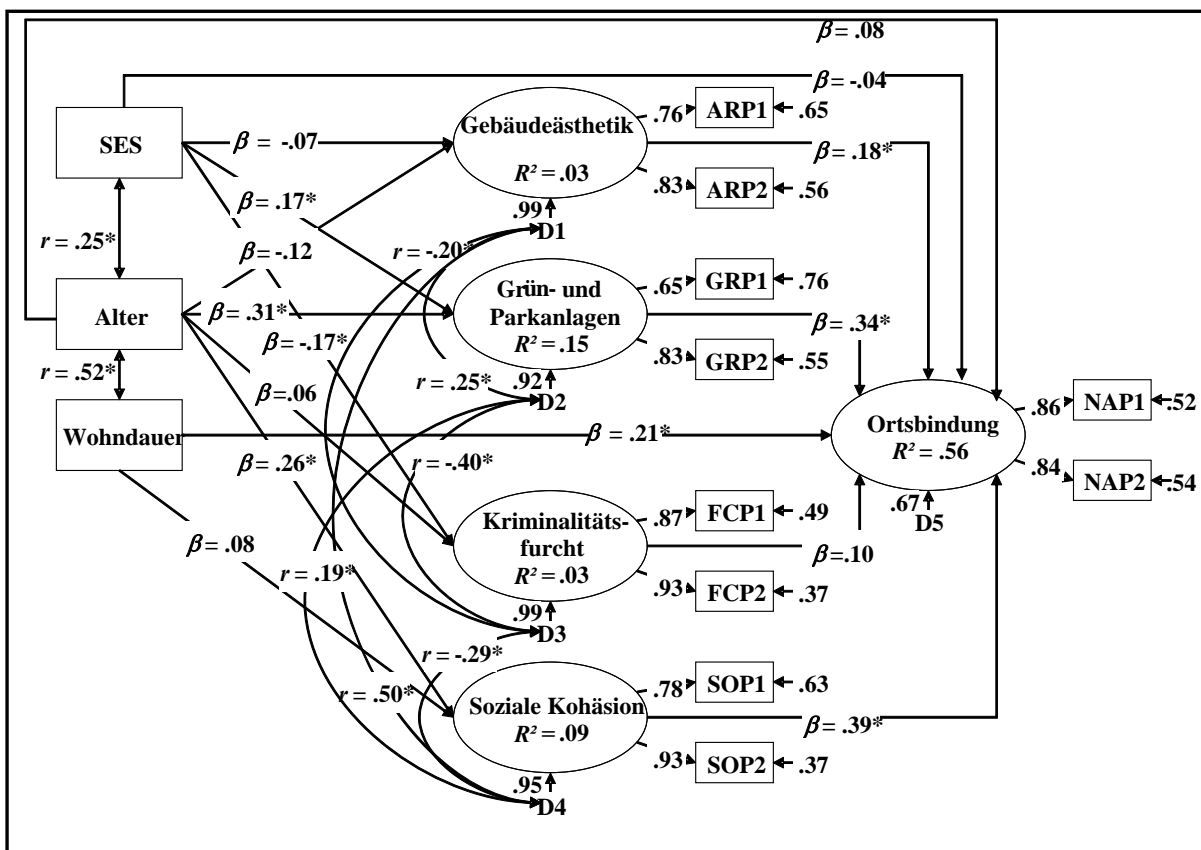 β = .08
β = -.04
SES
β = -.07
Gebäudeästhetik
R² = .03
.76
ARP1
.65
β = .18*
.83
ARP2
.56
.99
D1
β = .17*
r = .25*
β = -.12
r = -.20*
Alter
β = .31*
Grün- und
Parkanlagen
R² = .15
.65
GRP1
.76
β = .34*
.83
GRP2
.55
β = -.17*
r = .52*
r = .25*
.92
D2
β = .06
Wohndauer
β = .21*
Ortsbindung
R² = .56
.86
NAP1
.52
.84
NAP2
.54
.67
D5
β = .26*
r = -.40*
Kriminalitäts-
furcht
R² = .03
.87
FCP1
.49
β = .10
.93
FCP2
.37
β = .08
r = .19*
.99
D3
r = -.29*
Soziale Kohäsion
R² = .09
.78
SOP1
.63
β = .39*
.93
SOP2
.37
r = .50*
.95
D4